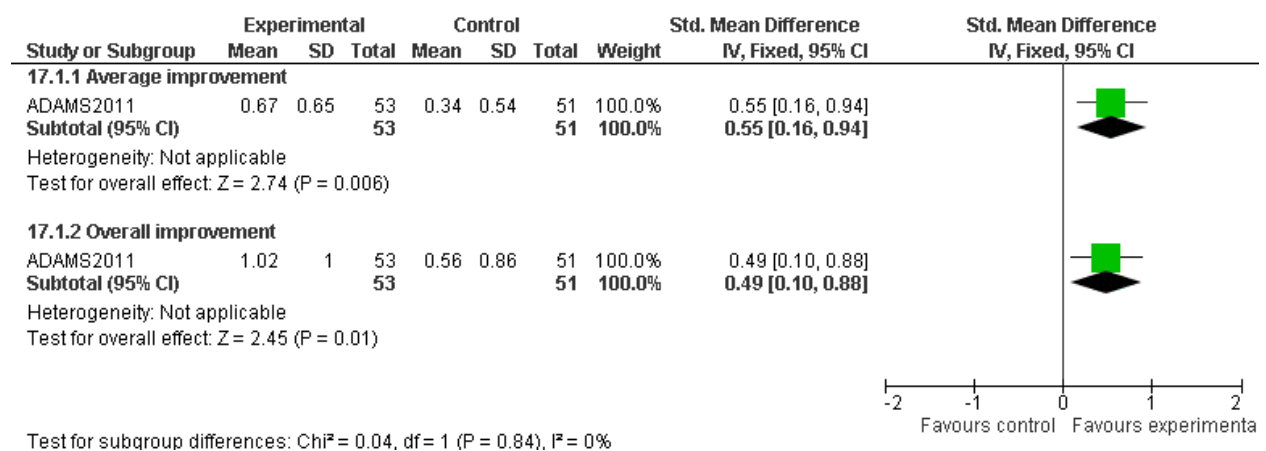 Experimental Control Std. Mean Difference Std. Mean Difference
Study or Subgroup Mean SD Total Mean SD Total Weight IV, Fixed, 95% CI IV, Fixed, 95% CI
17.1.1 Average improvement
ADAMS2011 0.67 0.65 53 0.34 0.54 51 100.0% 0.55 [0.16, 0.94]
Subtotal (95% CI) 53 51 100.0% 0.55 [0.16, 0.94]
Heterogeneity: Not applicable
Test for overall effect: Z = 2.74 (P = 0.006)
17.1.2 Overall improvement
ADAMS2011 1.02 1 53 0.56 0.86 51 100.0% 0.49 [0.10, 0.88]
Subtotal (95% CI) 53 51 100.0% 0.49 [0.10, 0.88]
Heterogeneity: Not applicable
Test for overall effect: Z = 2.45 (P = 0.01)
-2 -1 0 1 2
Favours control Favours experimenta
Test for subgroup differences: Chi² = 0.04, df = 1 (P = 0.84), I² = 0%